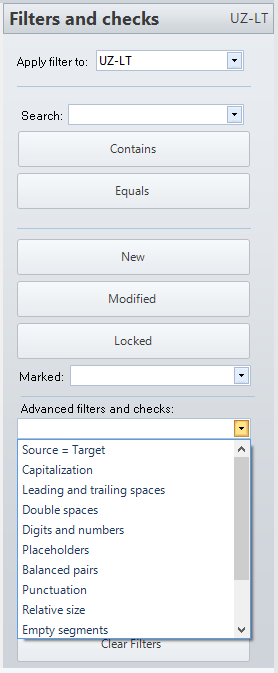 Filters and checks UZ-LT
Apply filter to: UZ-LT
Search:
Contains
Equals
New
Modified
Locked
Marked:
Advanced filters and checks:
Source = Target
Capitalization
Leading and trailing spaces
Double spaces
Digits and numbers
Placeholders
Balanced pairs
Punctuation
Relative size
Empty segments
Clear Filters